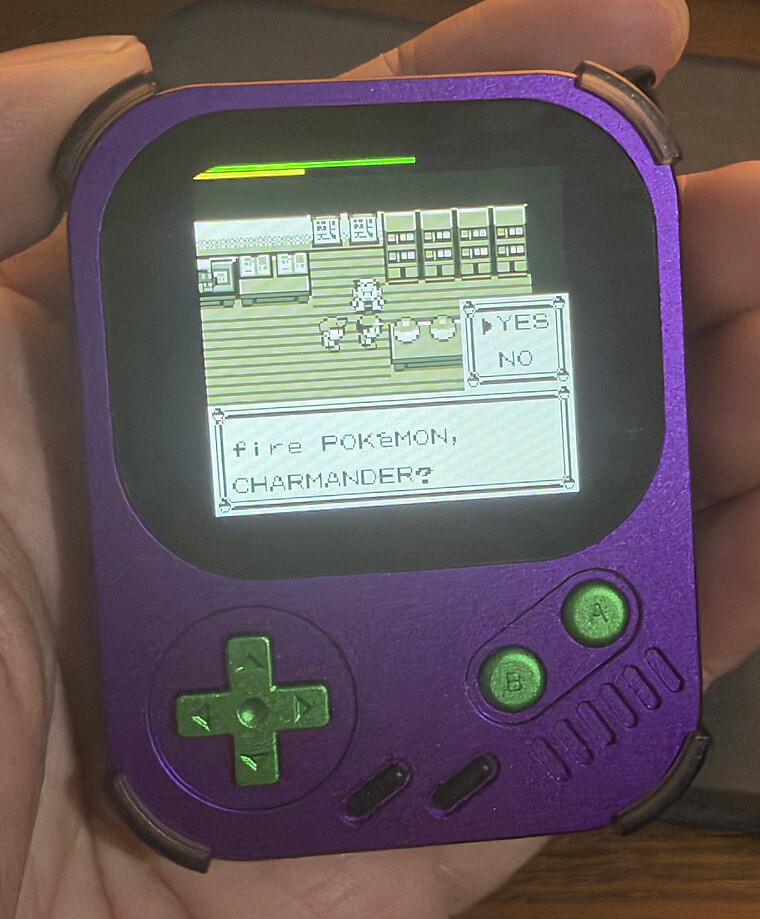 YES
NO
fire POKéMON,
CHARMANDER?
A
B